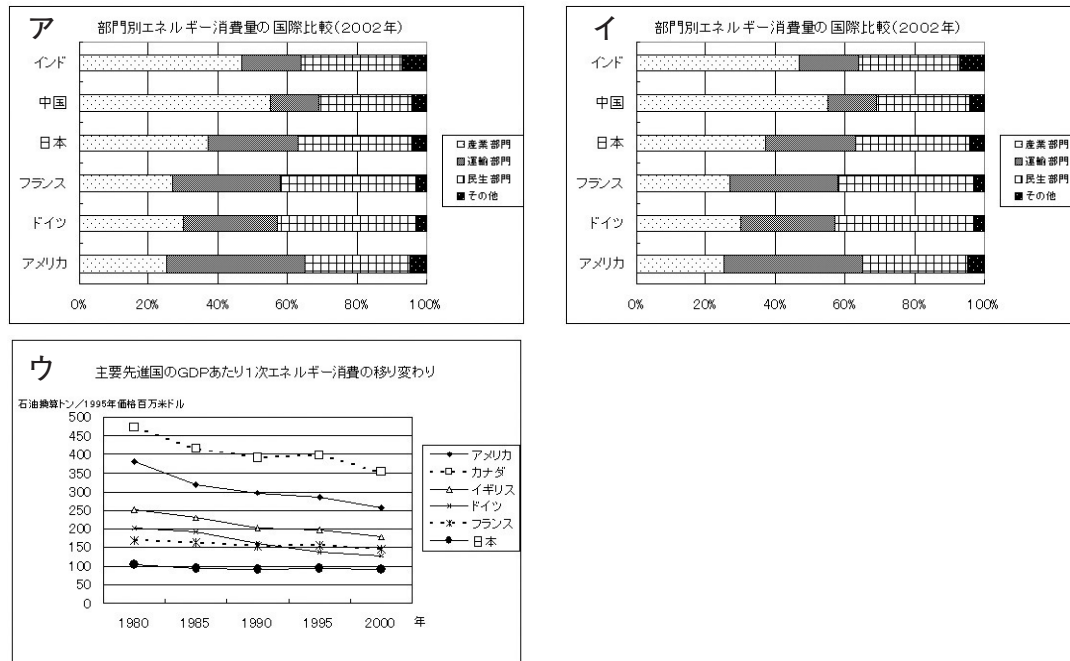 ア 部門別エネルギー消費量の国際比較(2002年)
インド
中国
日本
フランス
ドイツ
アメリカ
0% 20% 40% 60% 80% 100%
産業部門
運輸部門
民生部門
その他
イ 部門別エネルギー消費量の国際比較(2002年)
インド
中国
日本
フランス
ドイツ
アメリカ
0% 20% 40% 60% 80% 100%
産業部門
運輸部門
民生部門
その他
ウ 主要先進国のGDPあたり1次エネルギー消費の移り変わり
石油換算トン/1995年価格百万米ドル
500
450
400
350
300
250
200
150
100
50
0
1980 1985 1990 1995 2000 年
アメリカ
カナダ
イギリス
ドイツ
フランス
日本